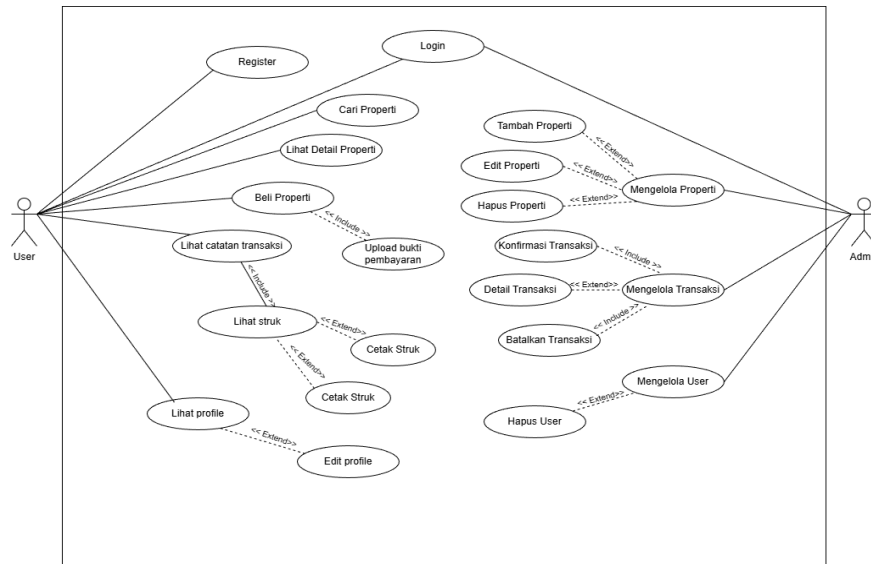 Login
Register
Cari Properti
Tambah Properti
<< Extend>>
Lihat Detail Properti
Edit Properti
<< Extend>>
Mengelola Properti
Beli Properti
Hapus Properti
<< Extend>>
<< Include >>
User
Lihat catatan transaksi
Upload bukti
pembayaran
Konfirmasi Transaksi
<< Include >>
Adm
<< Include >>
Detail Transaksi
<< Extend>>
Mengelola Transaksi
Lihat struk
<< Extend>>
Batalkan Transaksi
<< Include >>
Cetak Struk
<< Extend>>
Cetak Struk
Mengelola User
<< Extend>>
Lihat profile
Hapus User
<< Extend>>
Edit profile